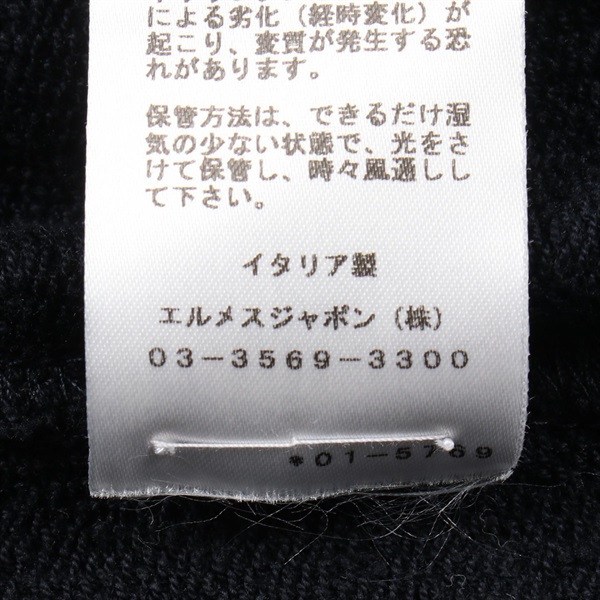 による劣化（経時変化）が
起こり、変質が発生する恐
れがあります。
保管方法は、できるだけ湿
気の少ない状態で、光をさ
けて保管し、時々風通しし
て下さい。
イタリア製
エルメスジャポン（株）
03-3569-3300
*01-5769